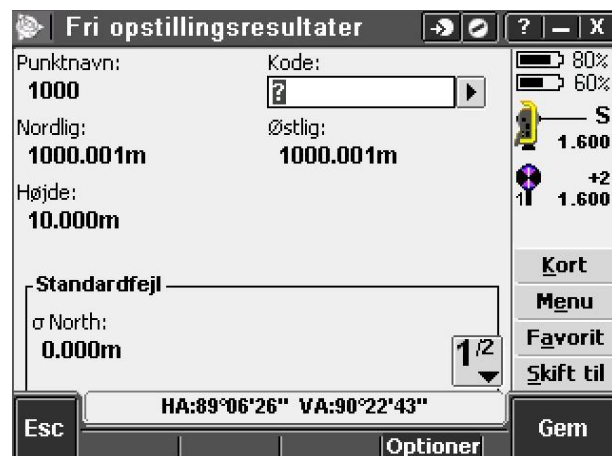 Fri opstillingsresultater
? — X
Punktnavn: Kode:
1000 ?
Nordlig: Østlig:
1000.001m 1000.001m
Højde:
10.000m
Standardfejl
σ North:
0.000m
1/2
HA:89°06'26" VA:90°22'43"
Esc
Optioner
80%
60%
S
1.600
+2
1 1.600
Kort
Menu
Favorit
Skift til
Gem